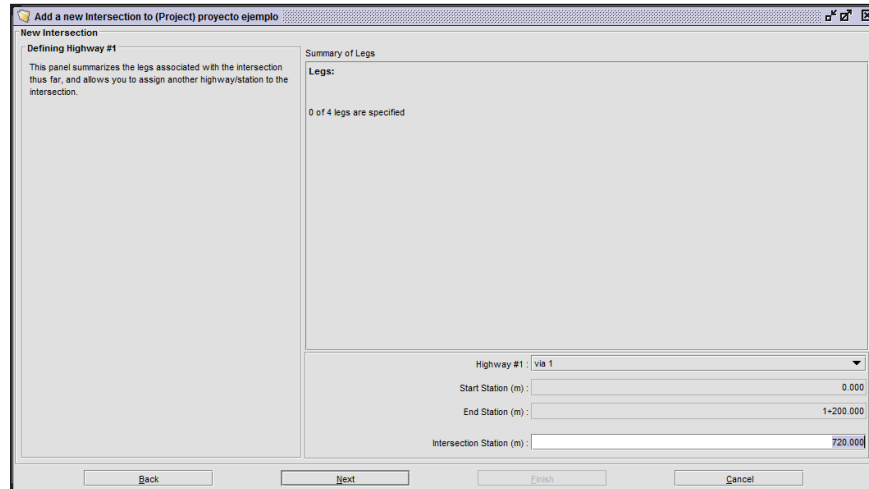 Add a new Intersection to (Project) proyecto ejemplo
New Intersection
Defining Highway #1
This panel summarizes the legs associated with the intersection
thus far, and allows you to assign another highway/station to the
intersection.
Summary of Legs
Legs:
0 of 4 legs are specified
Highway #1 : via 1
Start Station (m) : 0.000
End Station (m) : 1+200.000
Intersection Station (m) : 720.000
Back Next Finish Cancel